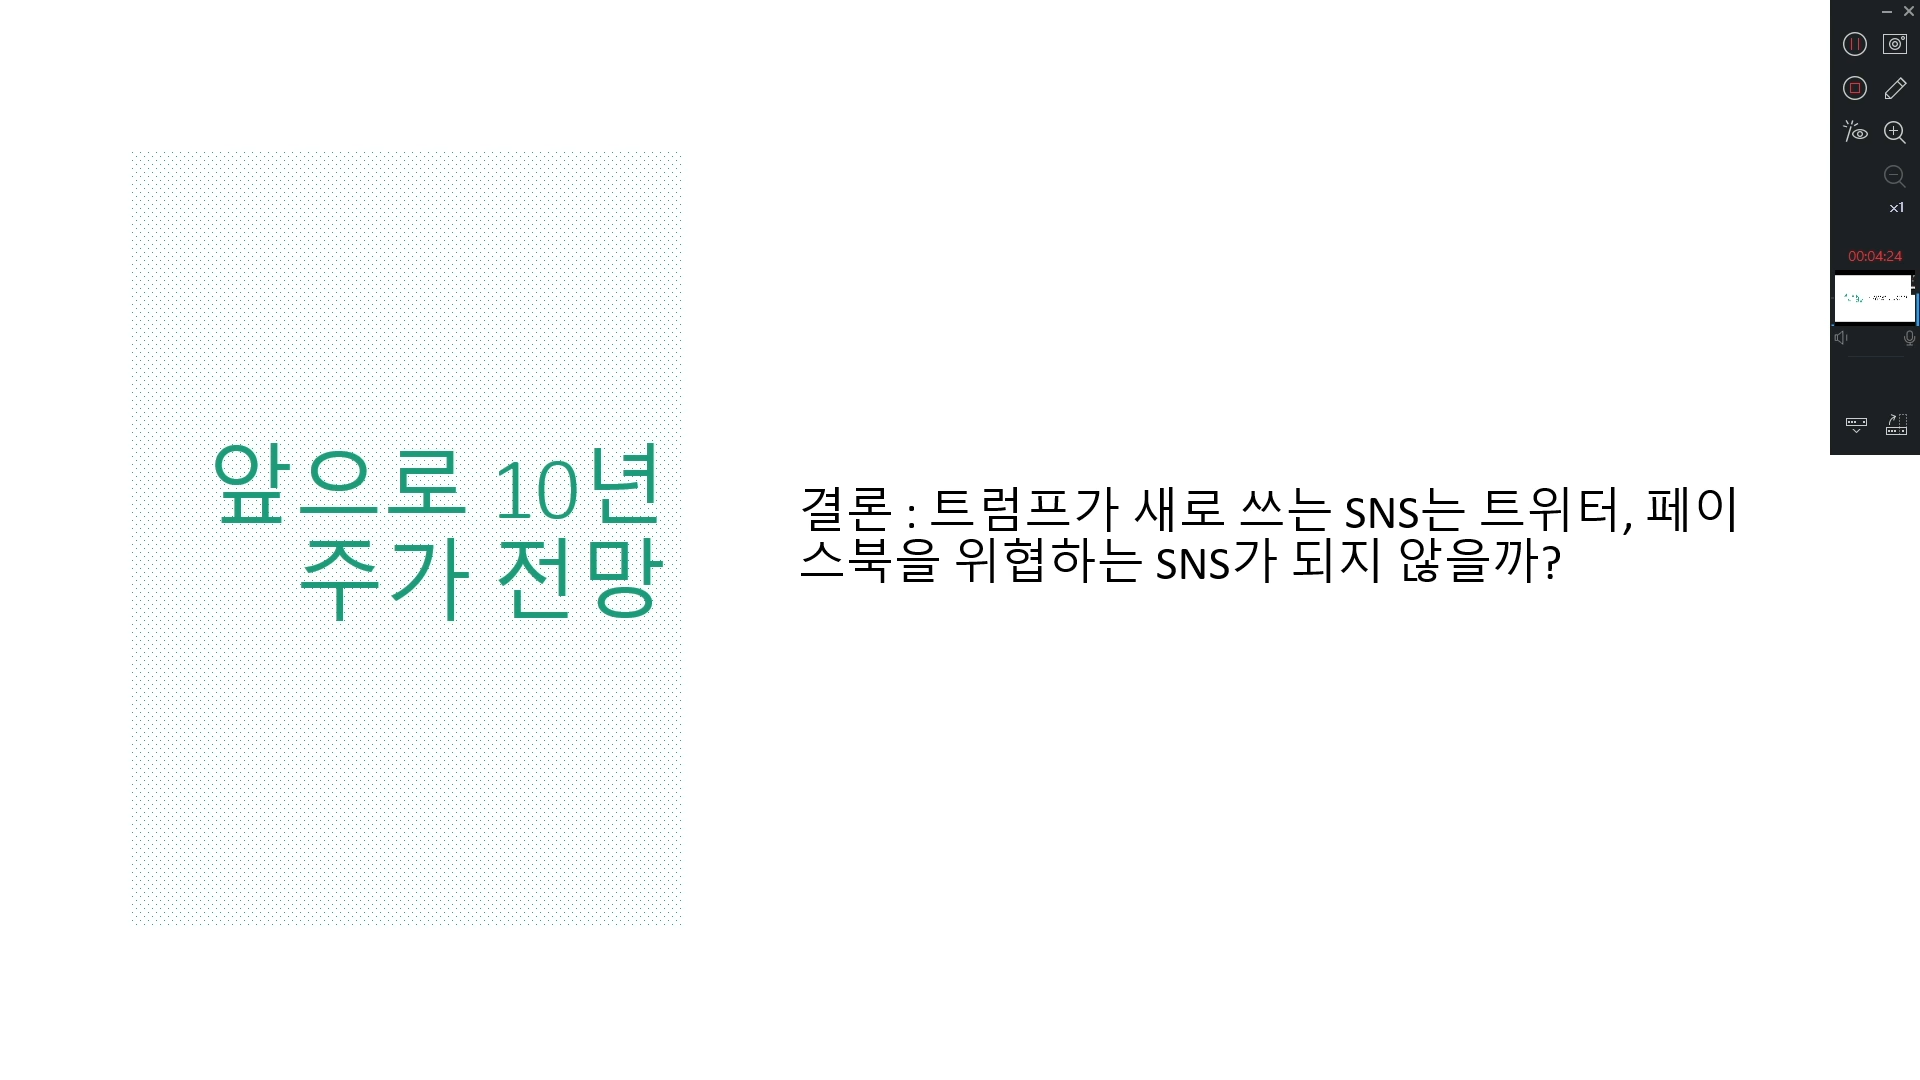 앞으로 10년
주가 전망
결론 : 트럼프가 새로 쓰는 SNS는 트위터, 페이
스북을 위협하는 SNS가 되지 않을까?
x1
00:04:24